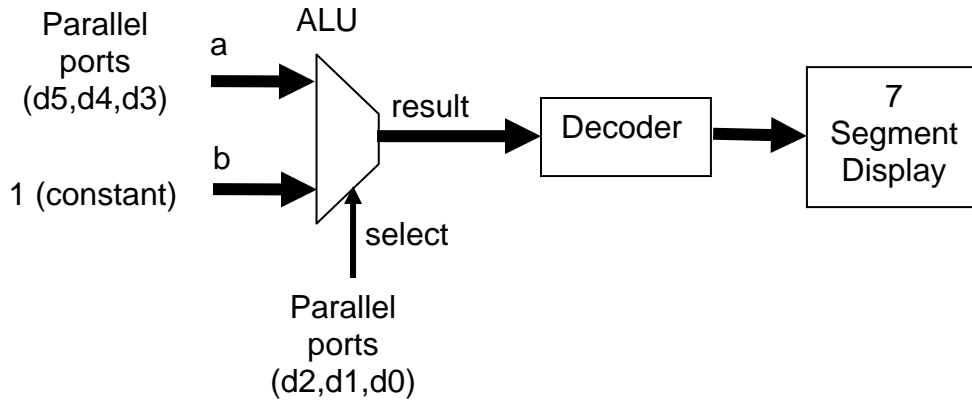 Parallel
ports
(d5,d4,d3)
a
ALU
1 (constant)
b
result
select
Parallel
ports
(d2,d1,d0)
Decoder
7
Segment
Display